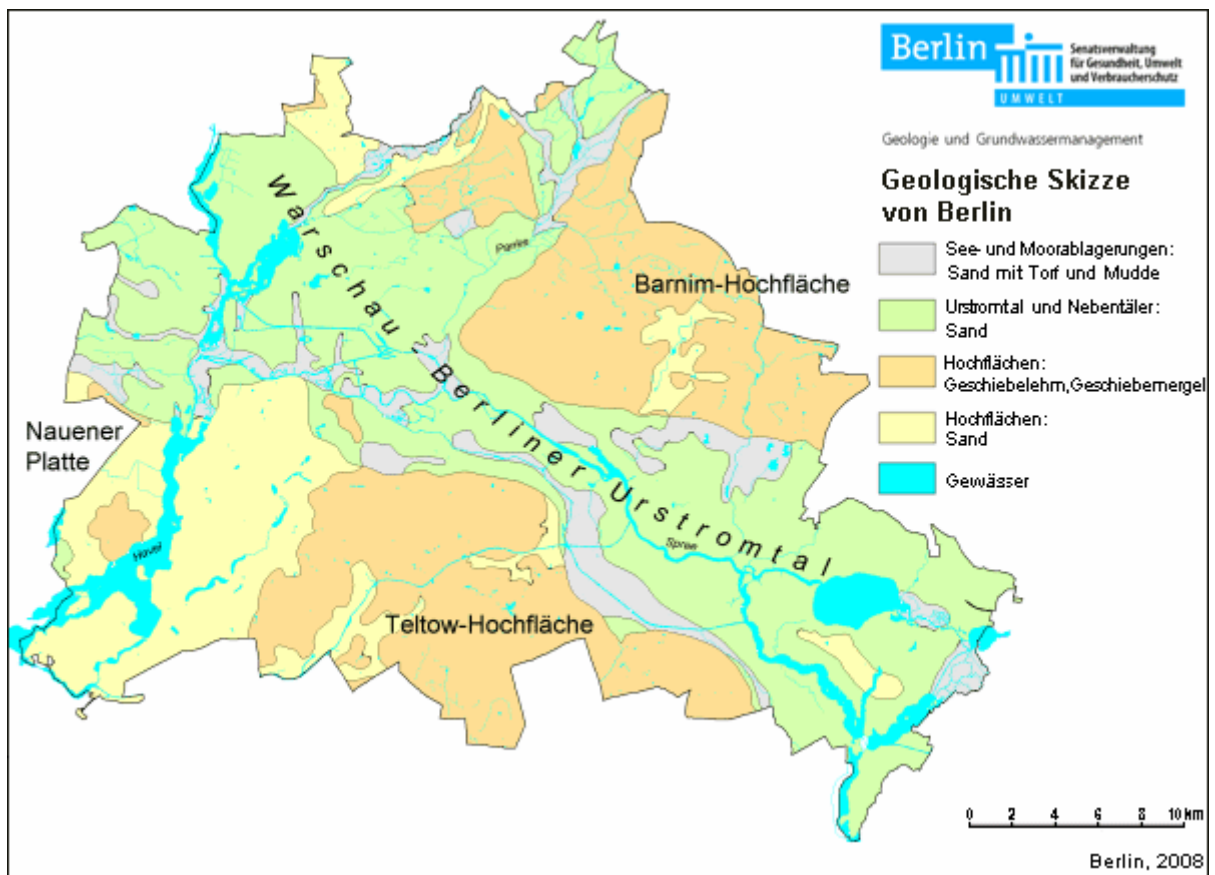 Berlin
Senatsverwaltung
für Gesundheit, Umwelt
und Verbraucherschutz
UMWELT
Geologie und Grundwassermanagement
Geologische Skizze
von Berlin
See- und Moorablagerungen:
Sand mit Torf und Mudde
Urstromtal und Nebentäler:
Sand
Hochflächen:
Geschiebelehm,Geschiebemergel
Hochflächen:
Sand
Gewässer
Warschau - Berliner Urstromtal
Panke
Barnim-Hochfläche
Nauener
Platte
Havel
Spree
Teltow-Hochfläche
0 2 4 6 8 10 km
Berlin, 2008